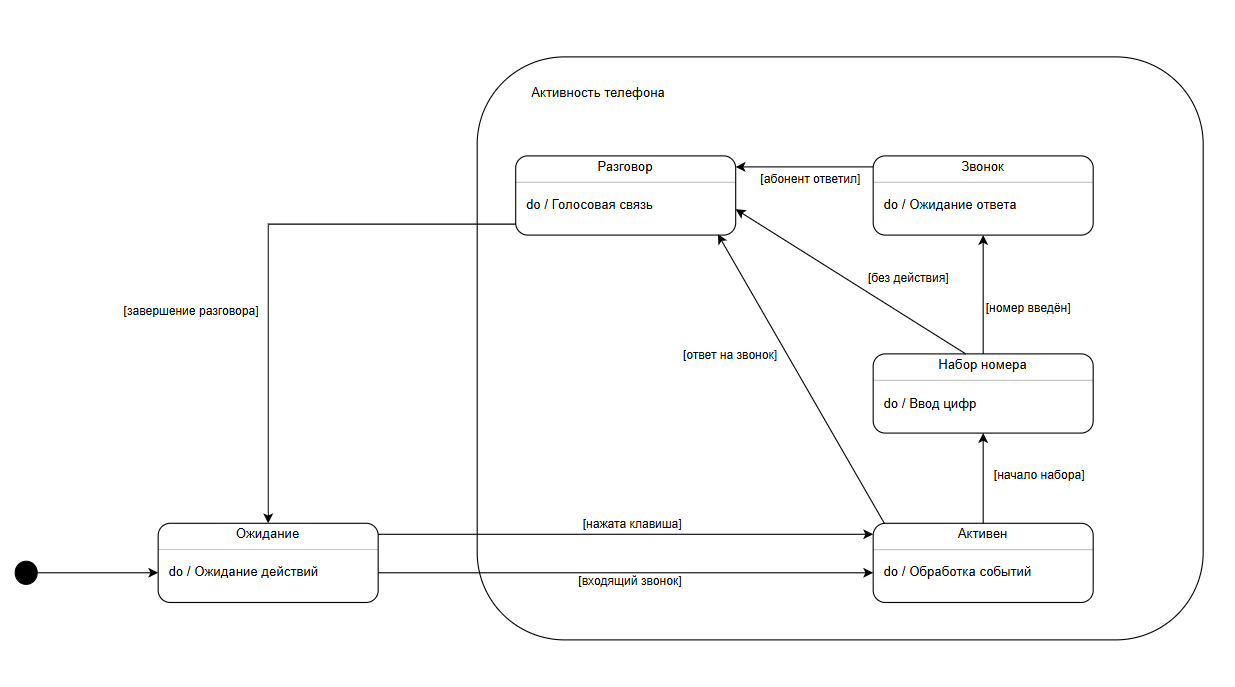 Активность телефона
Разговор
do / Голосовая связь
[абонент ответил]
Звонок
do / Ожидание ответа
[без действия]
[номер введён]
[завершение разговора]
[ответ на звонок]
Набор номера
do / Ввод цифр
[начало набора]
Ожидание
do / Ожидание действий
[нажата клавиша]
[входящий звонок]
Активен
do / Обработка событий